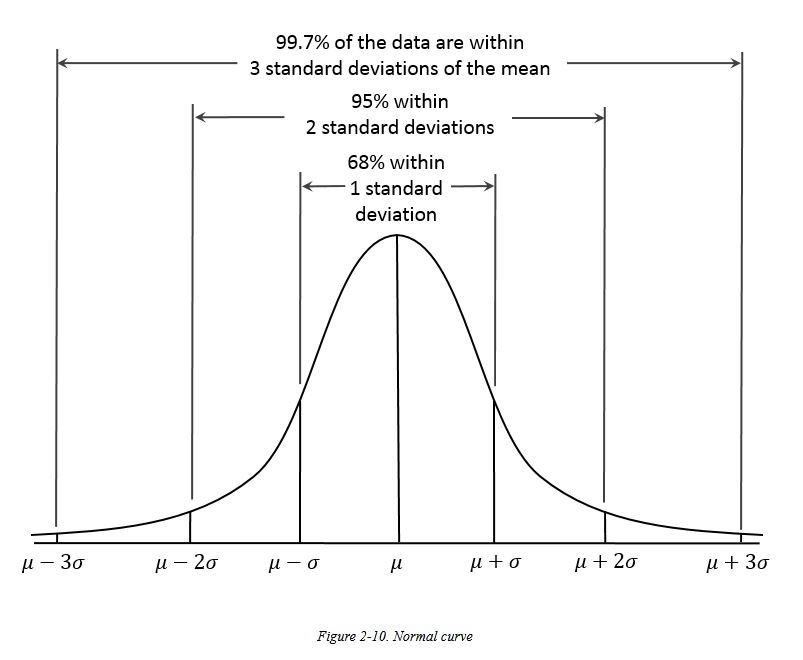 99.7% of the data are within
3 standard deviations of the mean
95% within
2 standard deviations
68% within
1 standard
deviation
μ − 3σ μ − 2σ μ − σ μ μ + σ μ + 2σ μ + 3σ
Figure 2-10. Normal curve